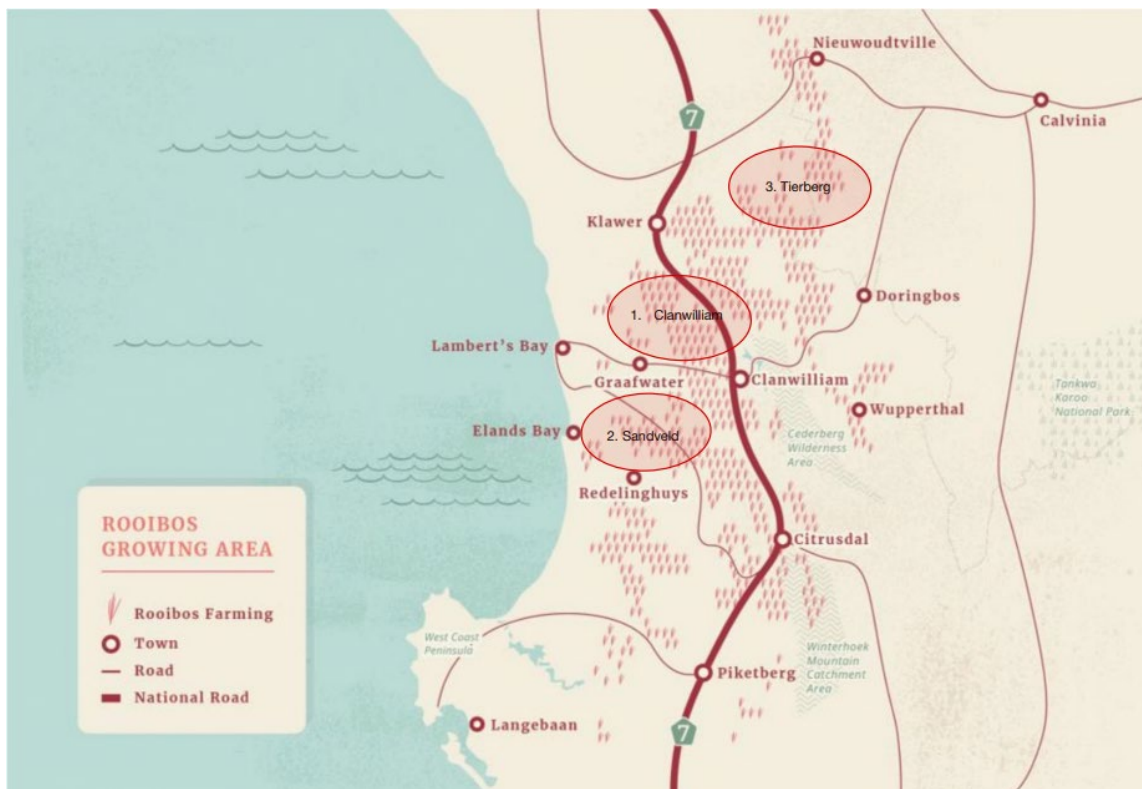 Nieuwoudtville
7
Calvinia
3. Tierberg
Klawer
Doringbos
1. Clanwilliam
Lambert's Bay
Graafwater
Clanwilliam
Tankwa
Karoo
National Park
Wupperthal
Elands Bay
2. Sandveld
Cederberg
Wilderness
Area
Redelinghuys
Citrusdal
ROOIBOS
GROWING AREA
Rooibos Farming
Town
Road
National Road
West Coast
Peninsula
Winterhoek
Mountain
Catchment
Area
Piketberg
Langebaan
7